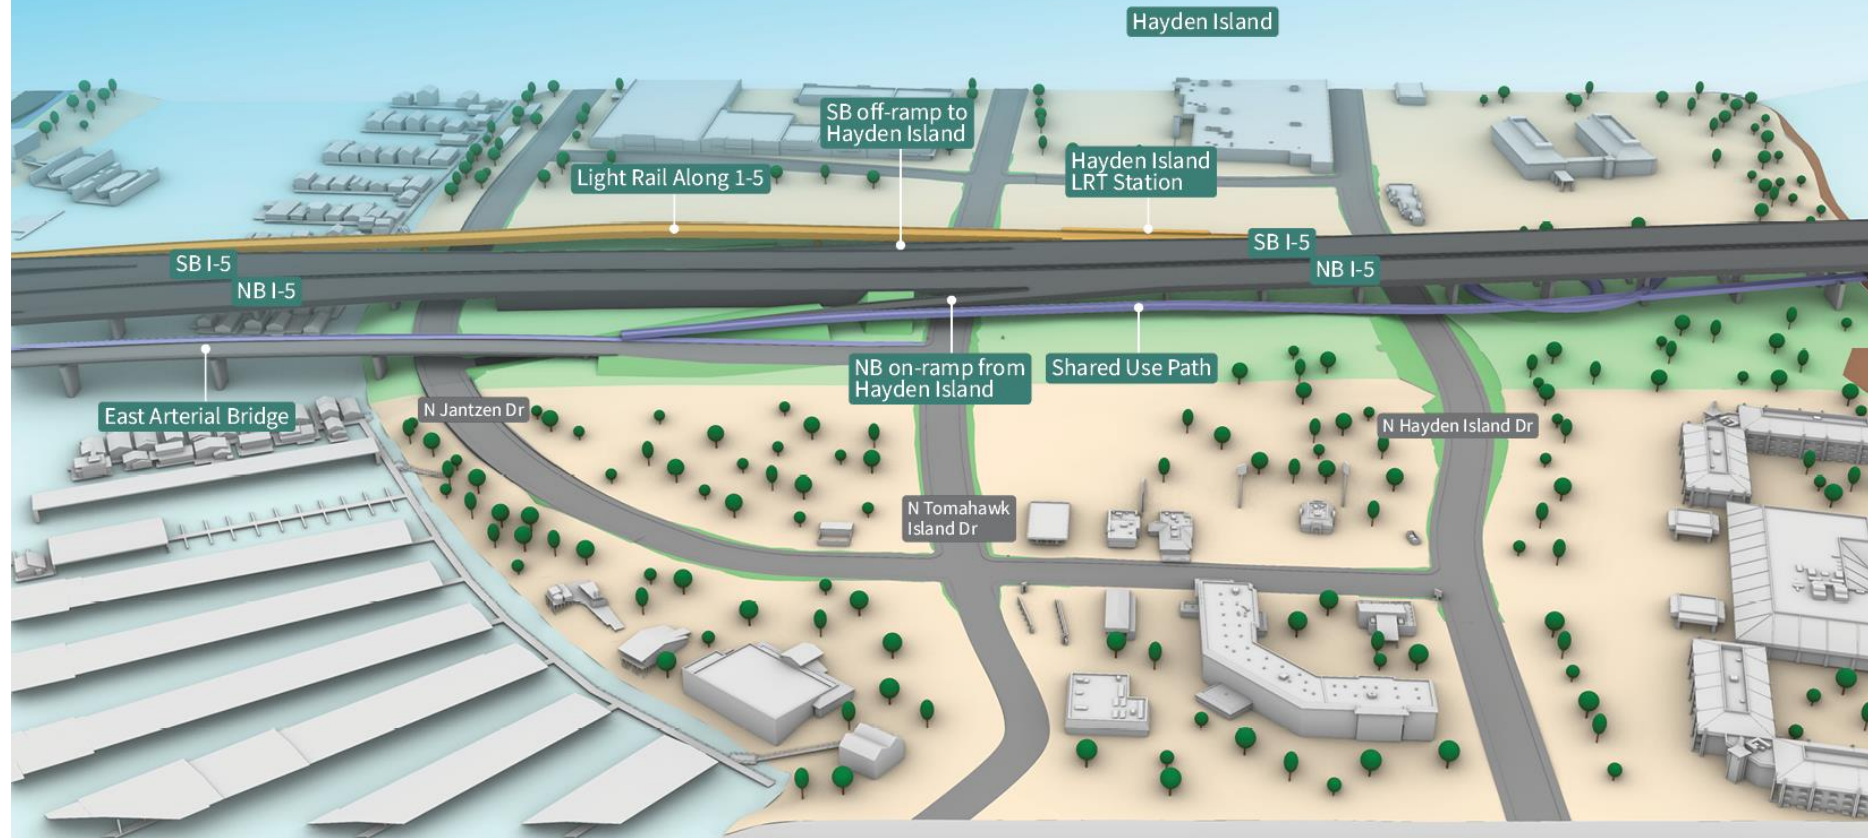 Hayden Island
SB off-ramp to
Hayden Island
Hayden Island
LRT Station
Light Rail Along 1-5
SB I-5
NB I-5
SB I-5
NB I-5
NB on-ramp from
Hayden Island
Shared Use Path
East Arterial Bridge
N Jantzen Dr
N Hayden Island Dr
N Tomahawk
Island Dr